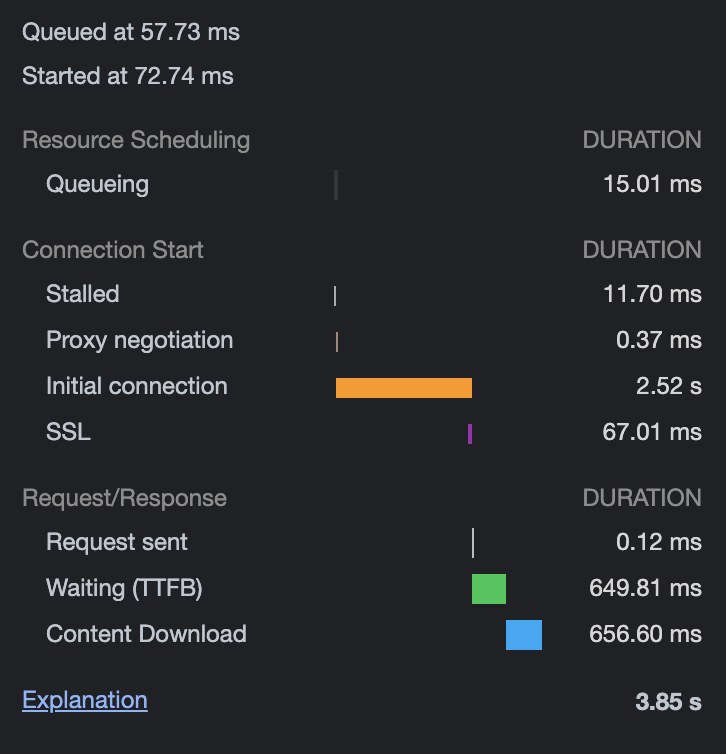 Queued at 57.73 ms
Started at 72.74 ms
Resource Scheduling DURATION
Queueing 15.01 ms
Connection Start DURATION
Stalled 11.70 ms
Proxy negotiation 0.37 ms
Initial connection 2.52 s
SSL 67.01 ms
Request/Response DURATION
Request sent 0.12 ms
Waiting (TTFB) 649.81 ms
Content Download 656.60 ms
Explanation 3.85 s